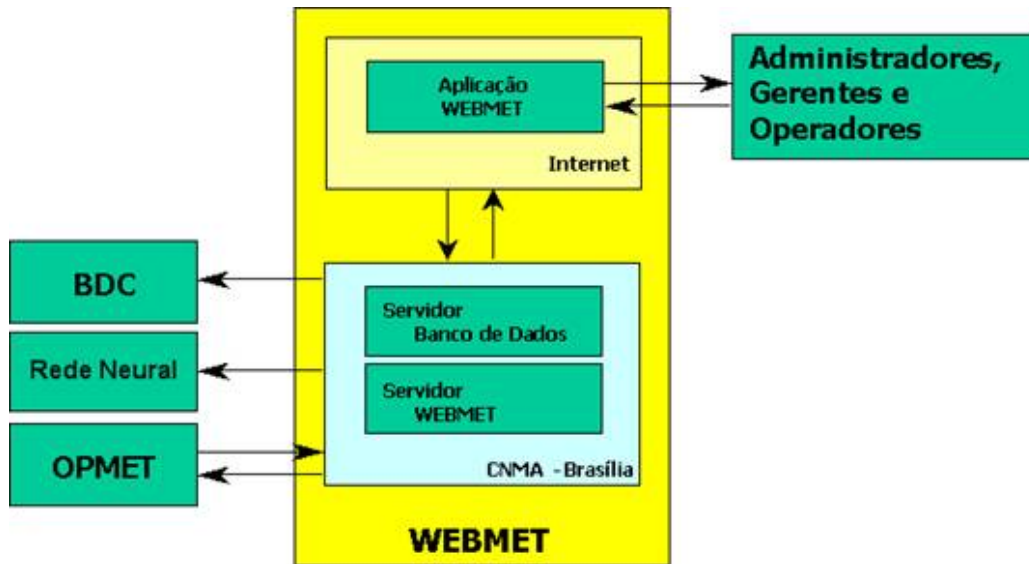 Aplicação
WEBMET
Internet
Administradores,
Gerentes e
Operadores
BDC
Rede Neural
OPMET
Servidor
Banco de Dados
Servidor
WEBMET
CNMA - Brasília
WEBMET